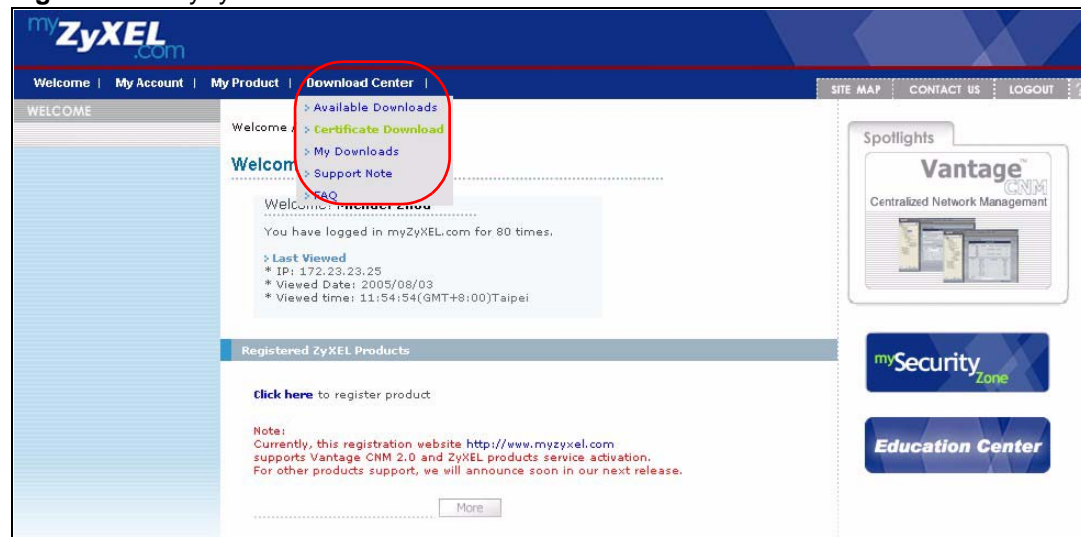 myZyXEL.com
Welcome | My Account | My Product | Download Center |
SITE MAP CONTACT US LOGOUT ?
WELCOME
> Available Downloads
> Certificate Download
> My Downloads
> Support Note
> FAQ
Welcome /
Welcom
Welc
You have logged in myZyXEL.com for 80 times.
> Last Viewed
* IP: 172.23.23.25
* Viewed Date: 2005/08/03
* Viewed time: 11:54:54(GMT+8:00)Taipei
Registered ZyXEL Products
Click here to register product
Note:
Currently, this registration website http://www.myzyxel.com
supports Vantage CNM 2.0 and ZyXEL products service activation.
For other products support, we will announce soon in our next release.
More
Spotlights
Vantage™
CNM
Centralized Network Management
mySecurity Zone
Education Center